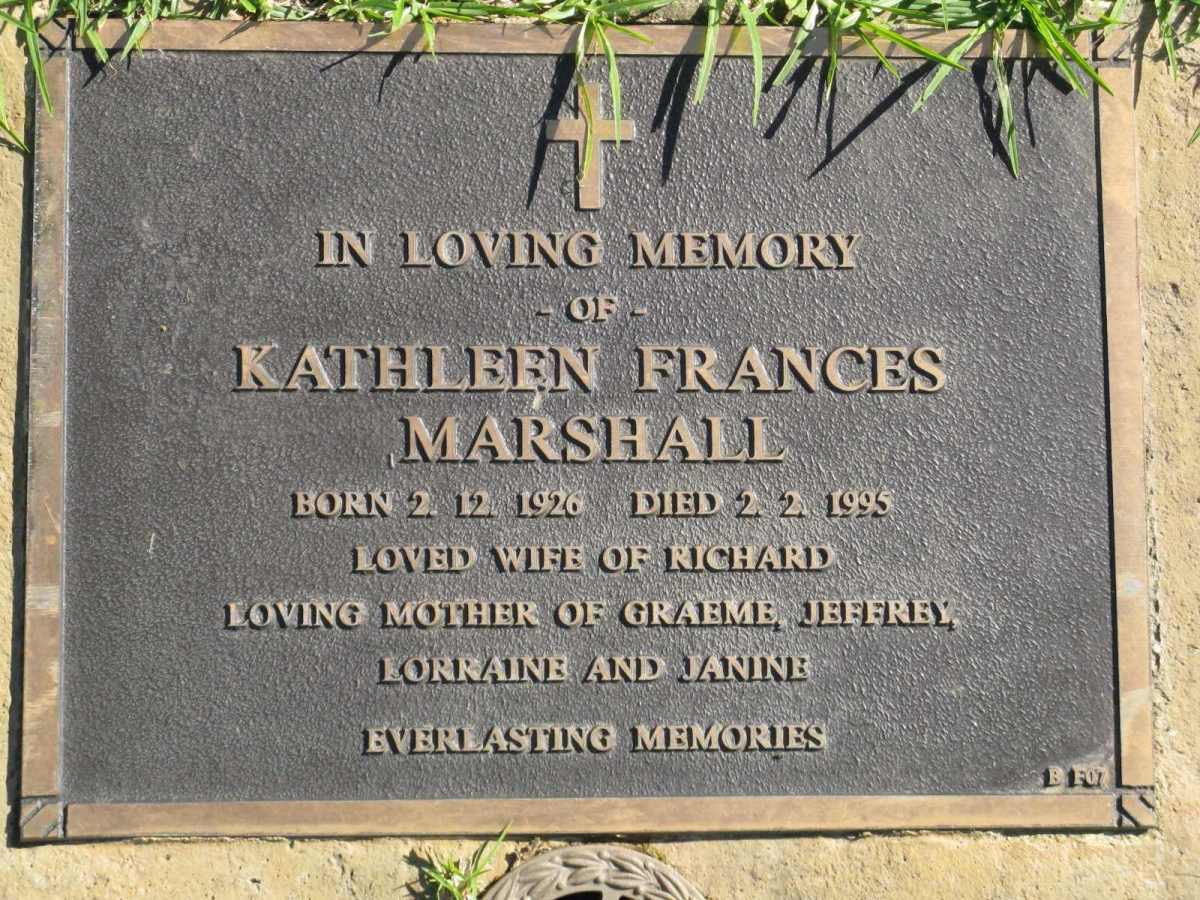 IN LOVING MEMORY
- OF -
KATHLEEN FRANCES
MARSHALL
BORN 2. 12. 1926 DIED 2. 2. 1995
LOVED WIFE OF RICHARD
LOVING MOTHER OF GRAEME, JEFFREY,
LORRAINE AND JANINE
EVERLASTING MEMORIES
B F07